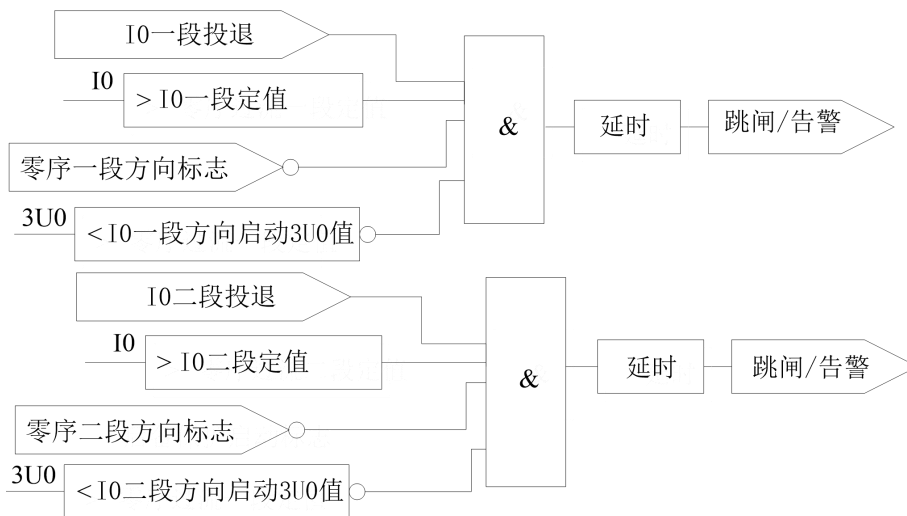 I0一段投退
I0
>I0一段定值
&
延时
跳闸/告警
零序一段方向标志
3U0
<I0一段方向启动3U0值
I0二段投退
I0
>I0二段定值
&
延时
跳闸/告警
零序二段方向标志
3U0
<I0二段方向启动3U0值